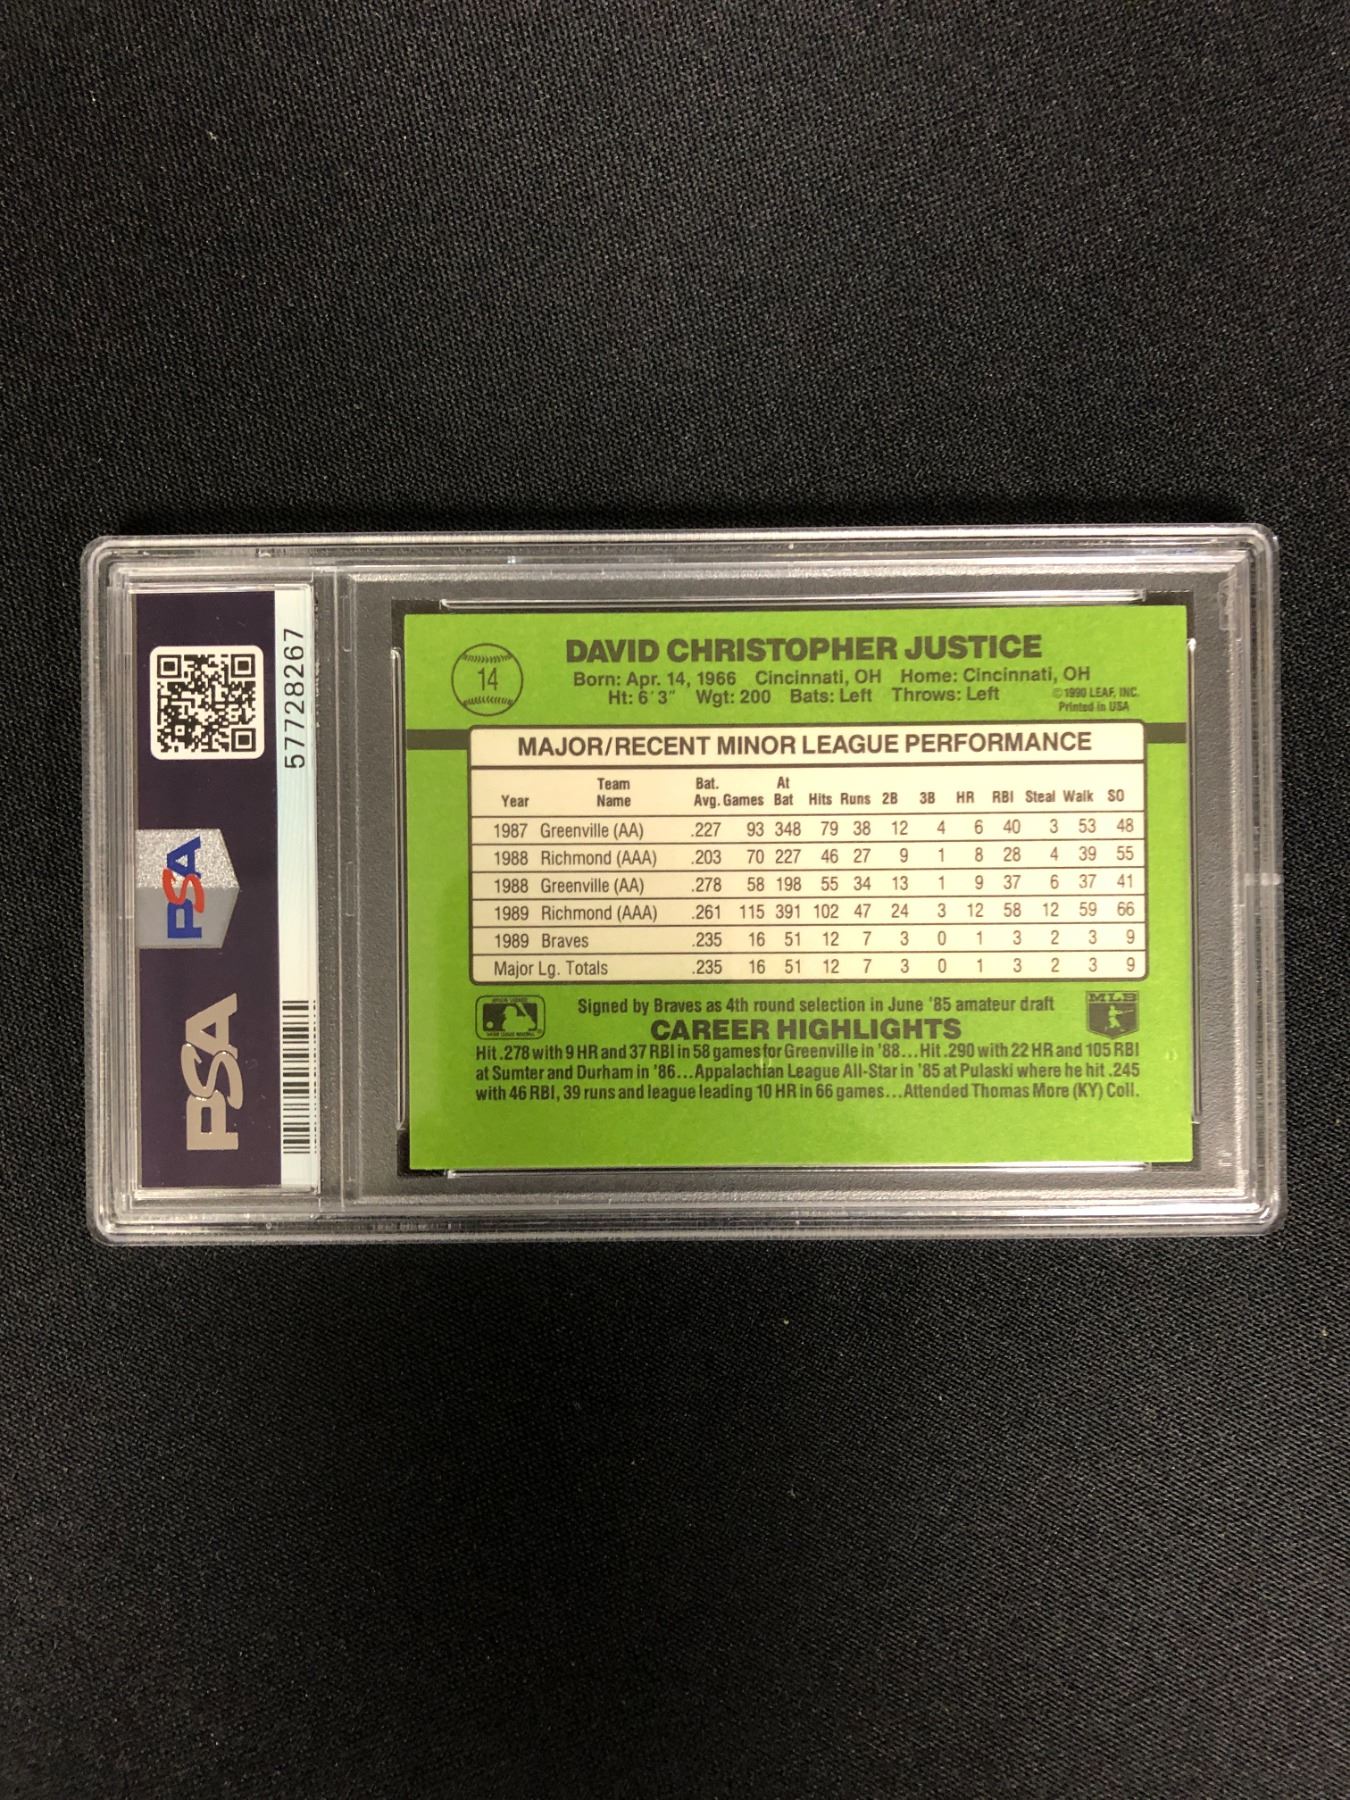 57728267
PSA
PSA
14
DAVID CHRISTOPHER JUSTICE
Born: Apr. 14, 1966 Cincinnati, OH Home: Cincinnati, OH
Ht: 6'3" Wgt: 200 Bats: Left Throws: Left
©1990 LEAF, INC.
Printed in USA
MAJOR/RECENT MINOR LEAGUE PERFORMANCE
Year Team Name Bat. Avg. Games At Bat Hits Runs 2B 3B HR RBI Steal Walk SO
1987 Greenville (AA) .227 93 348 79 38 12 4 6 40 3 53 48
1988 Richmond (AAA) .203 70 227 46 27 9 1 8 28 4 39 55
1988 Greenville (AA) .278 58 198 55 34 13 1 9 37 6 37 41
1989 Richmond (AAA) .261 115 391 102 47 24 3 12 58 12 59 66
1989 Braves .235 16 51 12 7 3 0 1 3 2 3 9
Major Lg. Totals .235 16 51 12 7 3 0 1 3 2 3 9
Signed by Braves as 4th round selection in June '85 amateur draft
MLB
CAREER HIGHLIGHTS
Hit .278 with 9 HR and 37 RBI in 58 games for Greenville in '88...Hit .290 with 22 HR and 105 RBI
at Sumter and Durham in '86...Appalachian League All-Star in '85 at Pulaski where he hit .245
with 46 RBI, 39 runs and league leading 10 HR in 66 games...Attended Thomas More (KY) Coll.